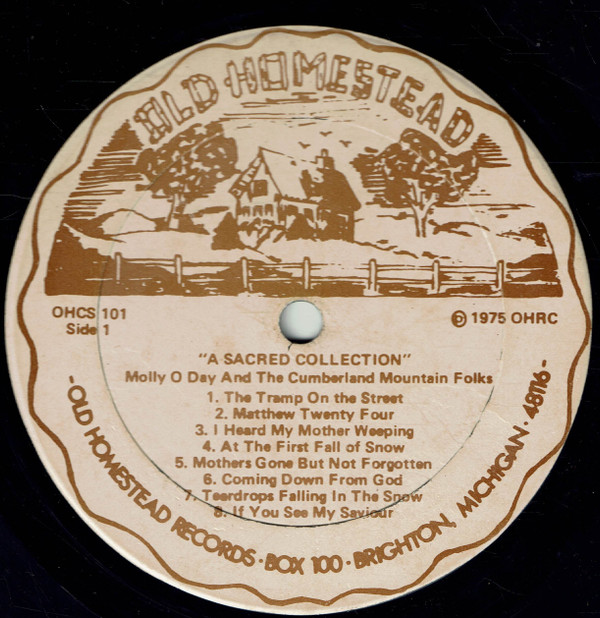 OLD HOMESTEAD
OHCS 101
Side 1
℗ 1975 OHRC
"A SACRED COLLECTION"
Molly O Day And The Cumberland Mountain Folks
1. The Tramp On the Street
2. Matthew Twenty Four
3. I Heard My Mother Weeping
4. At The First Fall of Snow
5. Mothers Gone But Not Forgotten
6. Coming Down From God
7. Teardrops Falling In The Snow
8. If You See My Saviour
- OLD HOMESTEAD RECORDS · BOX 100 · BRIGHTON, MICHIGAN · 48116 -